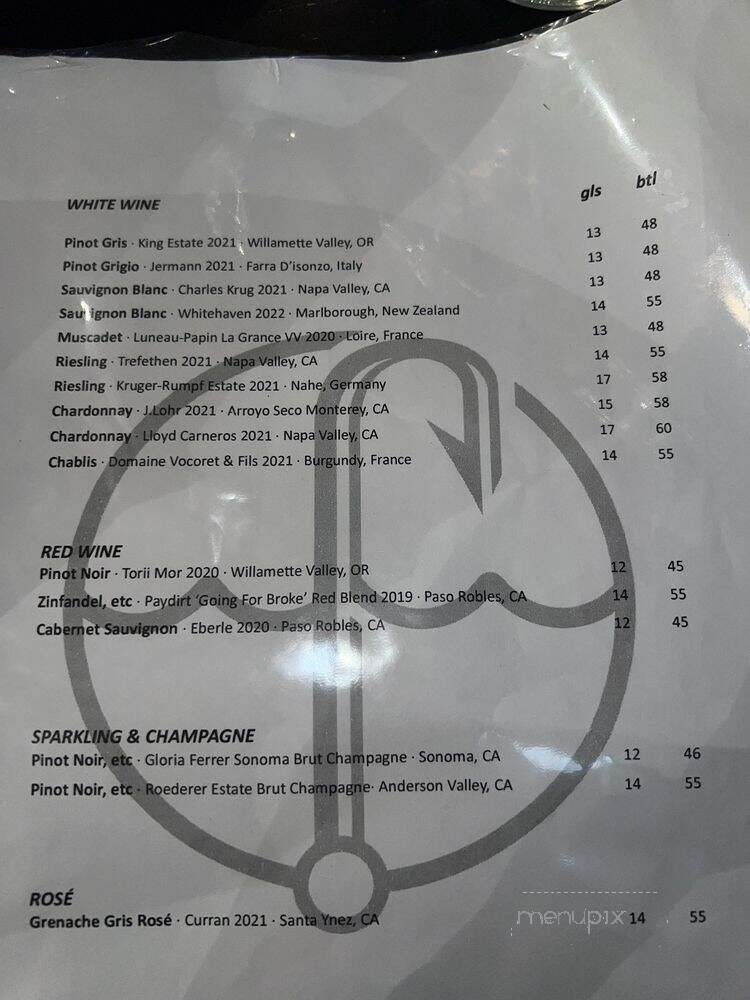 gls btl
WHITE WINE
Pinot Gris · King Estate 2021 · Willamette Valley, OR 13 48
Pinot Grigio · Jermann 2021 · Farra D'isonzo, Italy 13 48
Sauvignon Blanc · Charles Krug 2021 · Napa Valley, CA 13 48
Sauvignon Blanc · Whitehaven 2022 · Marlborough, New Zealand 14 55
Muscadet · Luneau-Papin La Grance VV 2020 · Loire, France 13 48
Riesling · Trefethen 2021 · Napa Valley, CA 14 55
Riesling · Kruger-Rumpf Estate 2021 · Nahe, Germany 17 58
Chardonnay · J.Lohr 2021 · Arroyo Seco Monterey, CA 15 58
Chardonnay · Lloyd Carneros 2021 · Napa Valley, CA 17 60
Chablis · Domaine Vocoret & Fils 2021 · Burgundy, France 14 55
RED WINE
Pinot Noir · Torii Mor 2020 · Willamette Valley, OR 12 45
Zinfandel, etc · Paydirt 'Going For Broke' Red Blend 2019 · Paso Robles, CA 14 55
Cabernet Sauvignon · Eberle 2020 · Paso Robles, CA 12 45
SPARKLING & CHAMPAGNE
Pinot Noir, etc · Gloria Ferrer Sonoma Brut Champagne · Sonoma, CA 12 46
Pinot Noir, etc · Roederer Estate Brut Champagne· Anderson Valley, CA 14 55
ROSÉ
Grenache Gris Rosé · Curran 2021 · Santa Ynez, CA 14 55
menupix